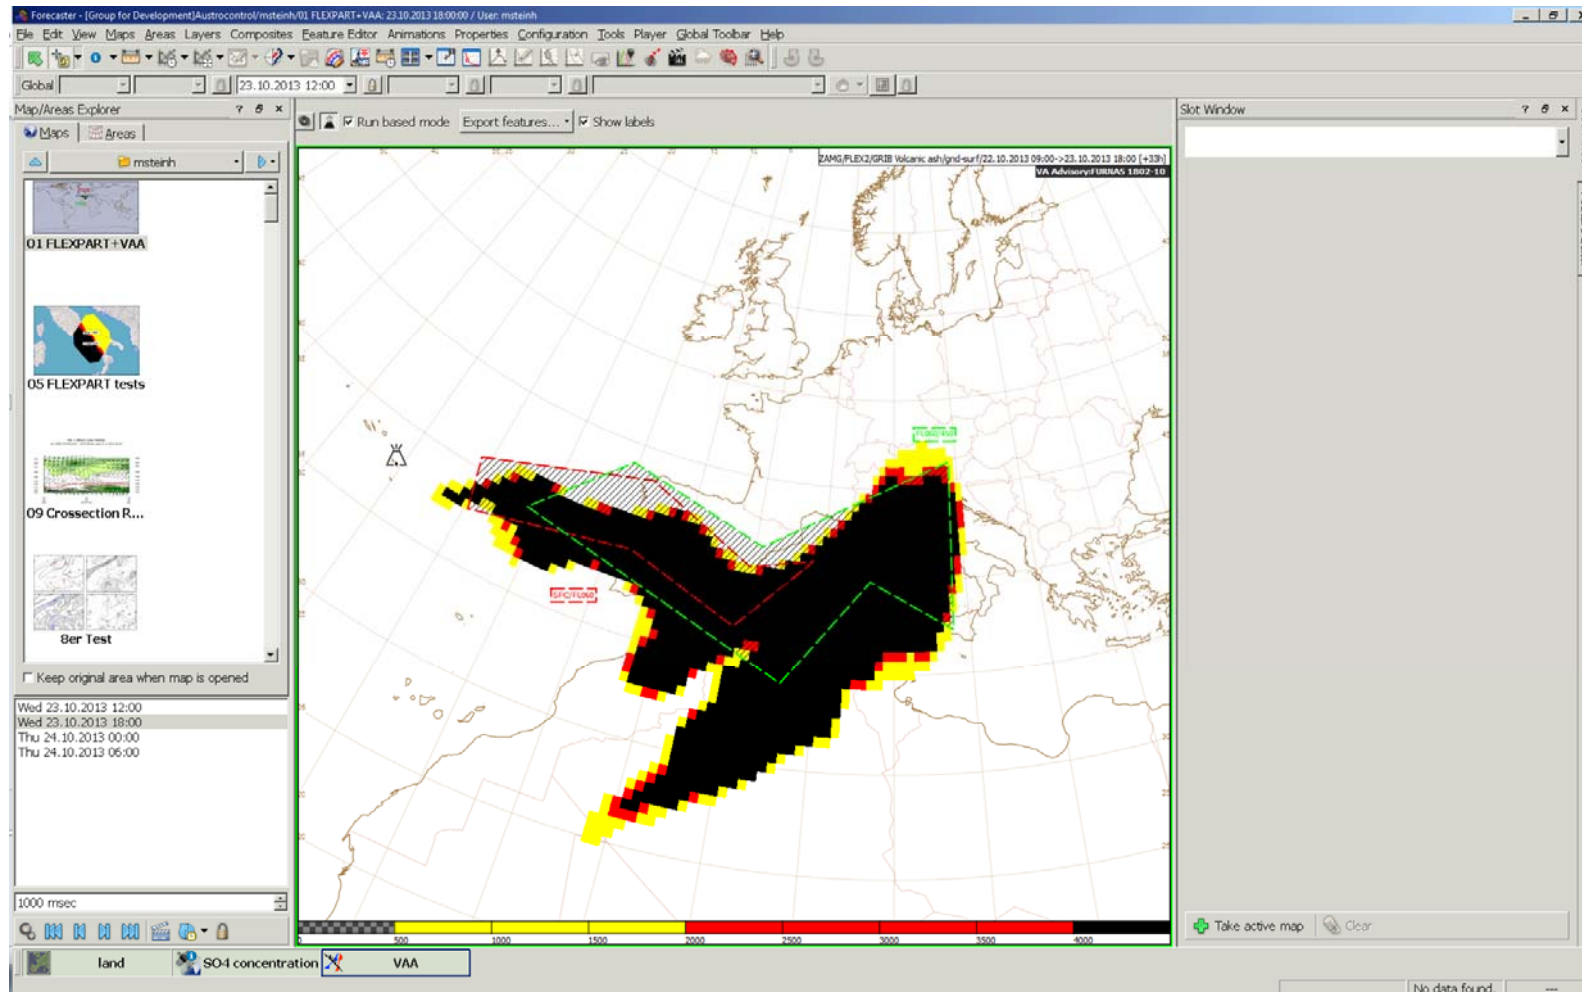 Forecaster - [Group for Development]Austrocontrol/msteinh/01 FLEXPART+VAA: 23.10.2013 18:00:00 / User: msteinh
File Edit View Maps Areas Layers Composites Feature Editor Animations Properties Configuration Tools Player Global Toolbar Help
Global 23.10.2013 12:00
Map/Areas Explorer
Maps Areas
msteinh
01 FLEXPART+VAA
05 FLEXPART tests
09 Crossection R...
8er Test
Keep original area when map is opened
Wed 23.10.2013 12:00
Wed 23.10.2013 18:00
Thu 24.10.2013 00:00
Thu 24.10.2013 06:00
1000 msec
Run based mode Export features... Show labels
ZAMG/FLEX2/GRIB Volcanic ash/gnd-surf/22.10.2013 09:00->23.10.2013 18:00 [+33h]
VA Advisory:FURNAS 1802-10
FL060/450
SFC/FL060
0 500 1000 1500 2000 2500 3000 3500 4000
Slot Window
Take active map Clear
land SO4 concentration VAA
No data found. ---